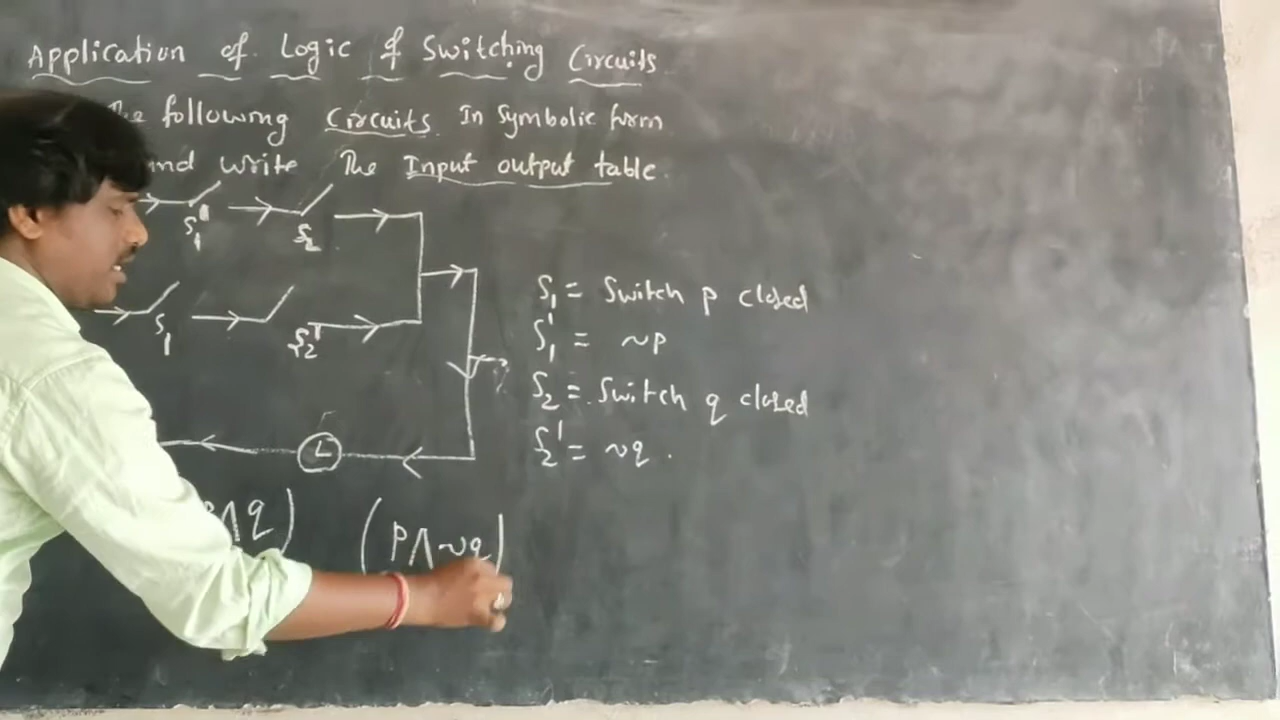 Application of Logic of Switching Circuits
The following Circuits In Symbolic form
and write The Input output table.
S₁' S₂
S₁ S₂'
L
S₁ = Switch p closed
S₁' = ~p
S₂ = Switch q closed
S₂' = ~q.
p∧q) (p∧~q)